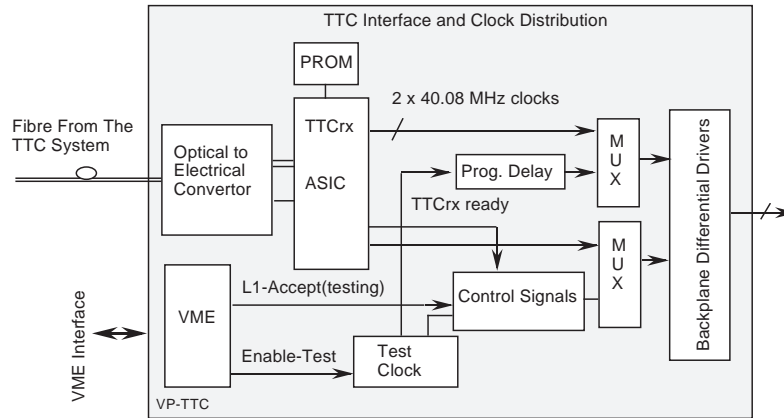 TTC Interface and Clock Distribution
PROM
2 x 40.08 MHz clocks
Fibre From The
TTC System
Optical to
Electrical
Convertor
TTCrx
ASIC
MUX
Prog. Delay
TTCrx ready
Backplane Differential Drivers
MUX
L1-Accept(testing)
Control Signals
VME
VME Interface
Enable-Test
Test
Clock
VP-TTC